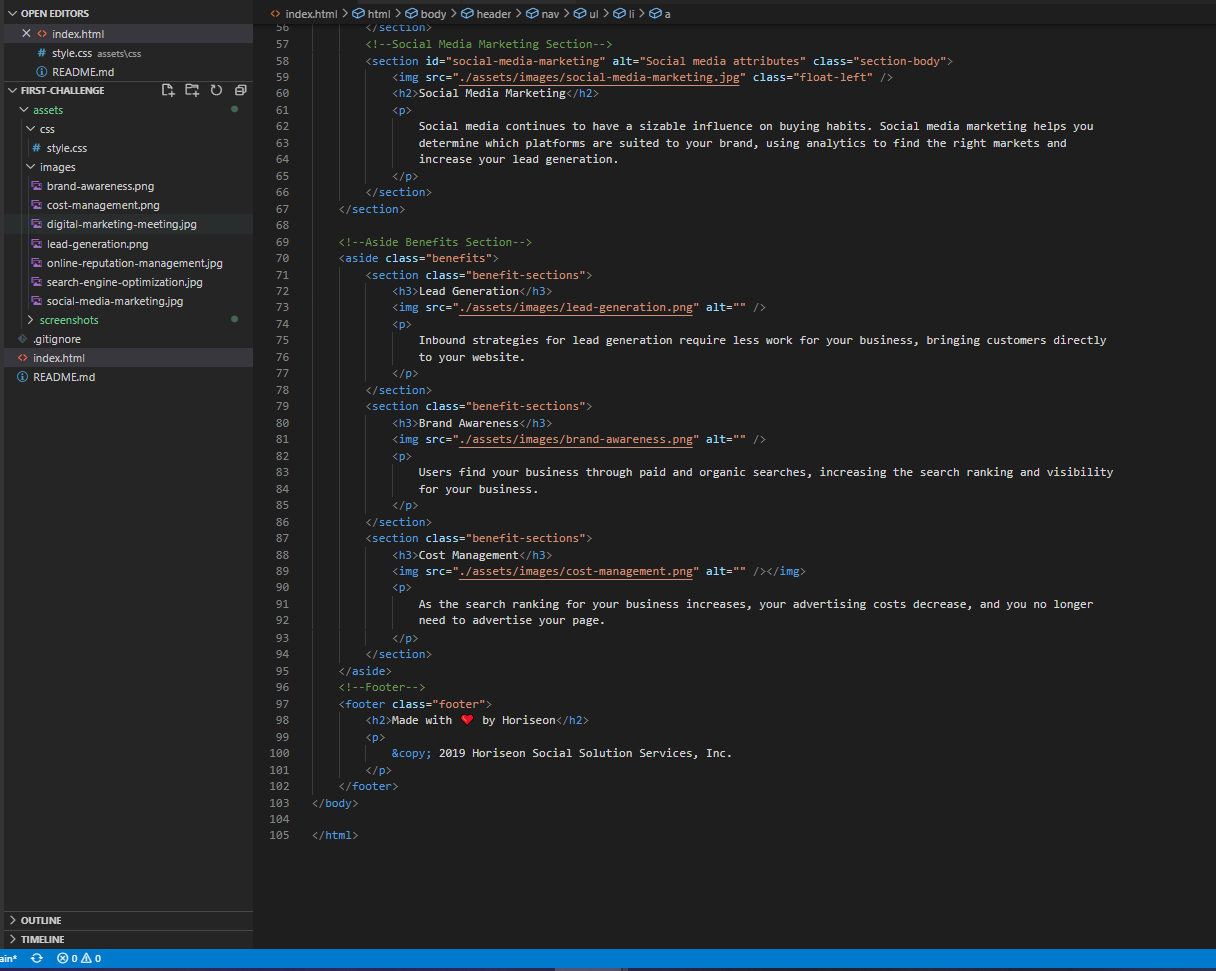 OPEN EDITORS
index.html
# style.css assets\css
README.md
FIRST-CHALLENGE
assets
css
# style.css
images
brand-awareness.png
cost-management.png
digital-marketing-meeting.jpg
lead-generation.png
online-reputation-management.jpg
search-engine-optimization.jpg
social-media-marketing.jpg
screenshots
.gitignore
<> index.html
README.md
OUTLINE
TIMELINE
ain* 0 0
<> index.html > html > body > header > nav > ul > li > a
56 </section>
57 <!--Social Media Marketing Section-->
58 <section id="social-media-marketing" alt="Social media attributes" class="section-body">
59 <img src="./assets/images/social-media-marketing.jpg" class="float-left" />
60 <h2>Social Media Marketing</h2>
61 <p>
62 Social media continues to have a sizable influence on buying habits. Social media marketing helps you
63 determine which platforms are suited to your brand, using analytics to find the right markets and
64 increase your lead generation.
65 </p>
66 </section>
67 </section>
68
69 <!--Aside Benefits Section-->
70 <aside class="benefits">
71 <section class="benefit-sections">
72 <h3>Lead Generation</h3>
73 <img src="./assets/images/lead-generation.png" alt="" />
74 <p>
75 Inbound strategies for lead generation require less work for your business, bringing customers directly
76 to your website.
77 </p>
78 </section>
79 <section class="benefit-sections">
80 <h3>Brand Awareness</h3>
81 <img src="./assets/images/brand-awareness.png" alt="" />
82 <p>
83 Users find your business through paid and organic searches, increasing the search ranking and visibility
84 for your business.
85 </p>
86 </section>
87 <section class="benefit-sections">
88 <h3>Cost Management</h3>
89 <img src="./assets/images/cost-management.png" alt="" /></img>
90 <p>
91 As the search ranking for your business increases, your advertising costs decrease, and you no longer
92 need to advertise your page.
93 </p>
94 </section>
95 </aside>
96 <!--Footer-->
97 <footer class="footer">
98 <h2>Made with ❤️ by Horiseon</h2>
99 <p>
100 &copy; 2019 Horiseon Social Solution Services, Inc.
101 </p>
102 </footer>
103 </body>
104
105 </html>